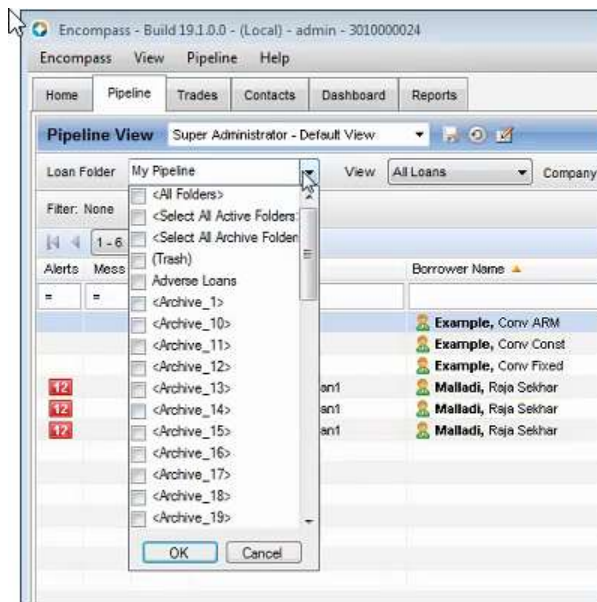 Encompass - Build 19.1.0.0 - (Local) - admin - 3010000024
Encompass View Pipeline Help
Home Pipeline Trades Contacts Dashboard Reports
Pipeline View Super Administrator - Default View
Loan Folder My Pipeline View All Loans Company
Filter: None
1 - 6
Alerts Mess Borrower Name
= =
<All Folders>
<Select All Active Folders>
<Select All Archive Folder
(Trash)
Adverse Loans
<Archive_1>
<Archive_10>
<Archive_11>
<Archive_12>
<Archive_13>
<Archive_14>
<Archive_15>
<Archive_16>
<Archive_17>
<Archive_18>
<Archive_19>
OK Cancel
Example, Conv ARM
Example, Conv Const
Example, Conv Fixed
12 an1 Malladi, Raja Sekhar
12 an1 Malladi, Raja Sekhar
12 an1 Malladi, Raja Sekhar